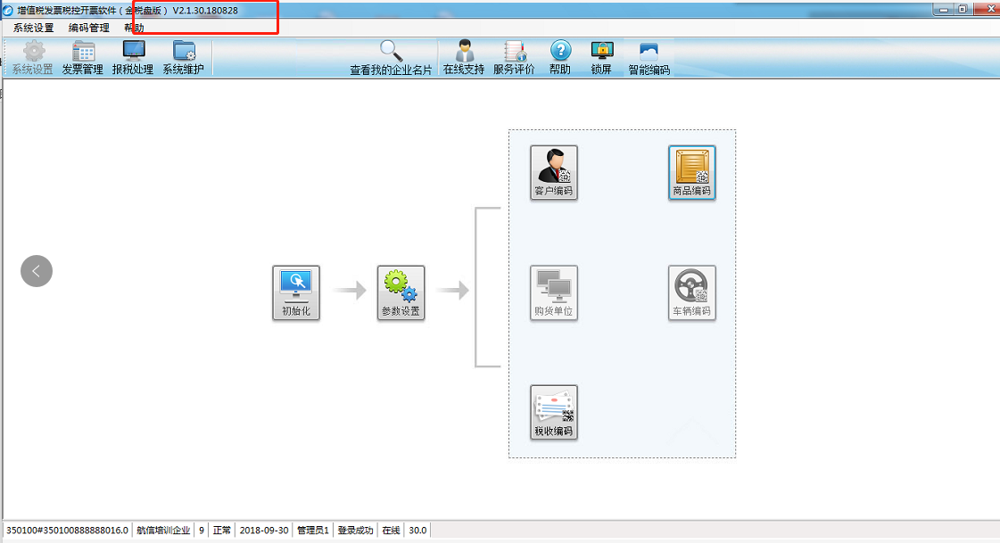 增值税发票税控开票软件（金税盘版） V2.1.30.180828
系统设置 编码管理 帮助
系统设置 发票管理 报税处理 系统维护 查看我的企业名片 在线支持 服务评价 帮助 锁屏 智能编码
客户编码 商品编码
初始化 参数设置 购货单位 车辆编码
税收编码
350100#350100888888016.0 航信培训企业 9 正常 2018-09-30 管理员1 登录成功 在线 30.0